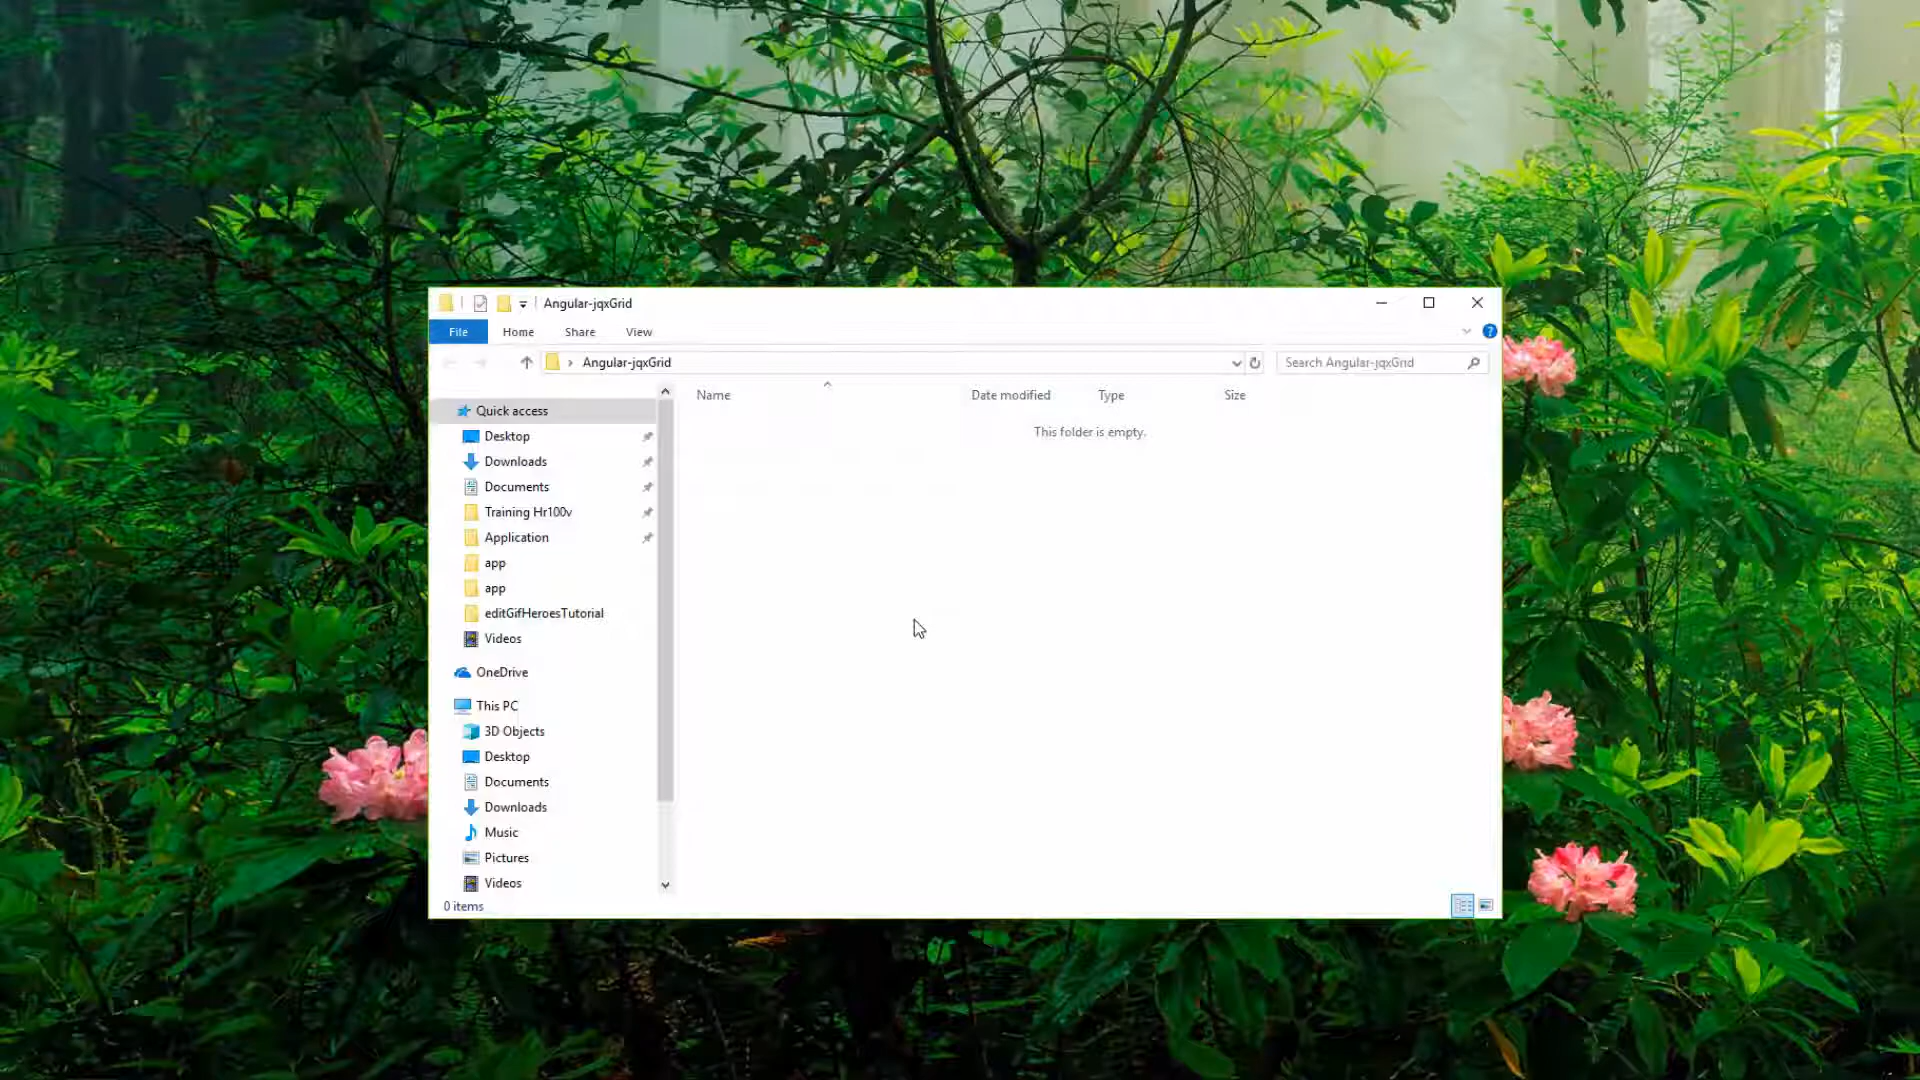 Angular-jqxGrid
File Home Share View
Angular-jqxGrid
Search Angular-jqxGrid
Name Date modified Type Size
This folder is empty.
Quick access
Desktop
Downloads
Documents
Training Hr100v
Application
app
app
editGifHeroesTutorial
Videos
OneDrive
This PC
3D Objects
Desktop
Documents
Downloads
Music
Pictures
Videos
0 items